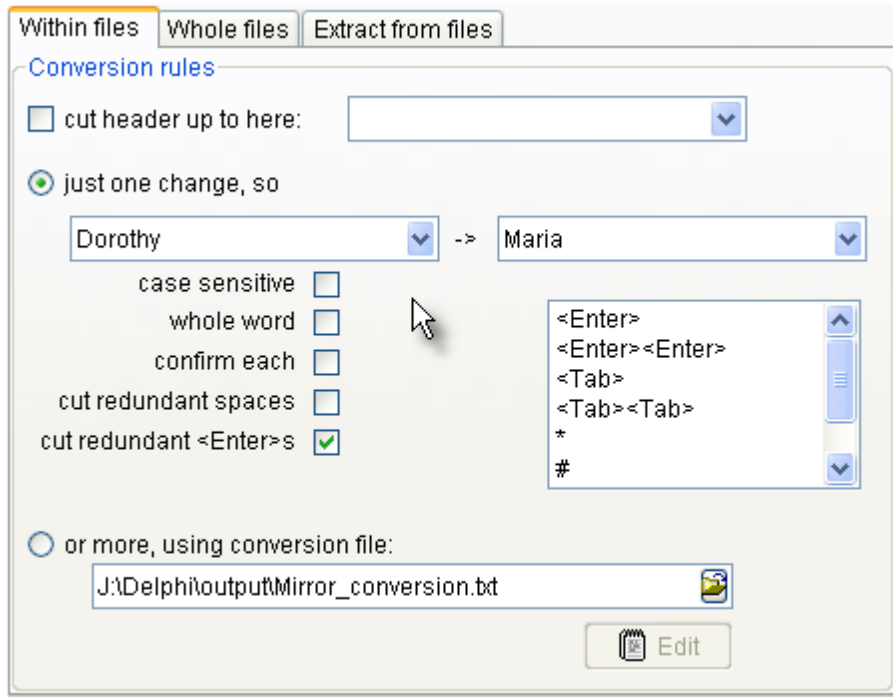 Within files Whole files Extract from files
Conversion rules
cut header up to here:
just one change, so
Dorothy -> Maria
case sensitive
whole word
confirm each
cut redundant spaces
cut redundant <Enter>s
<Enter>
<Enter><Enter>
<Tab>
<Tab><Tab>
*
#
or more, using conversion file:
J:\Delphi\output\Mirror_conversion.txt
Edit